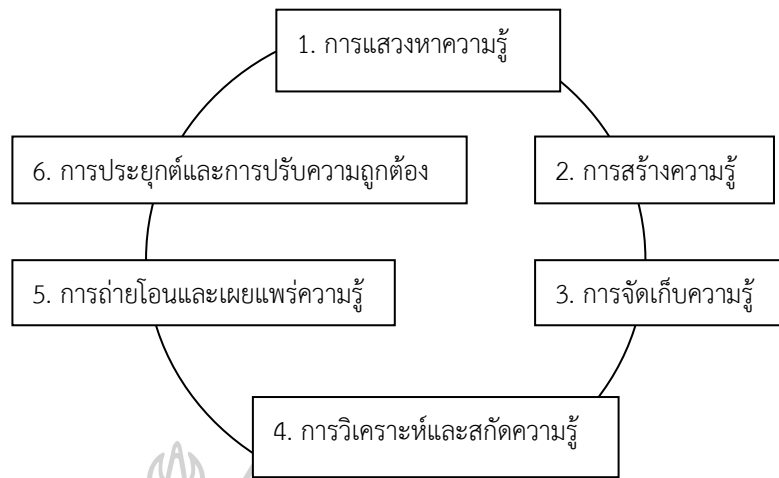 1. การแสวงหาความรู้
2. การสร้างความรู้
3. การจัดเก็บความรู้
4. การวิเคราะห์และสกัดความรู้
5. การถ่ายโอนและเผยแพร่ความรู้
6. การประยุกต์และการปรับความถูกต้อง